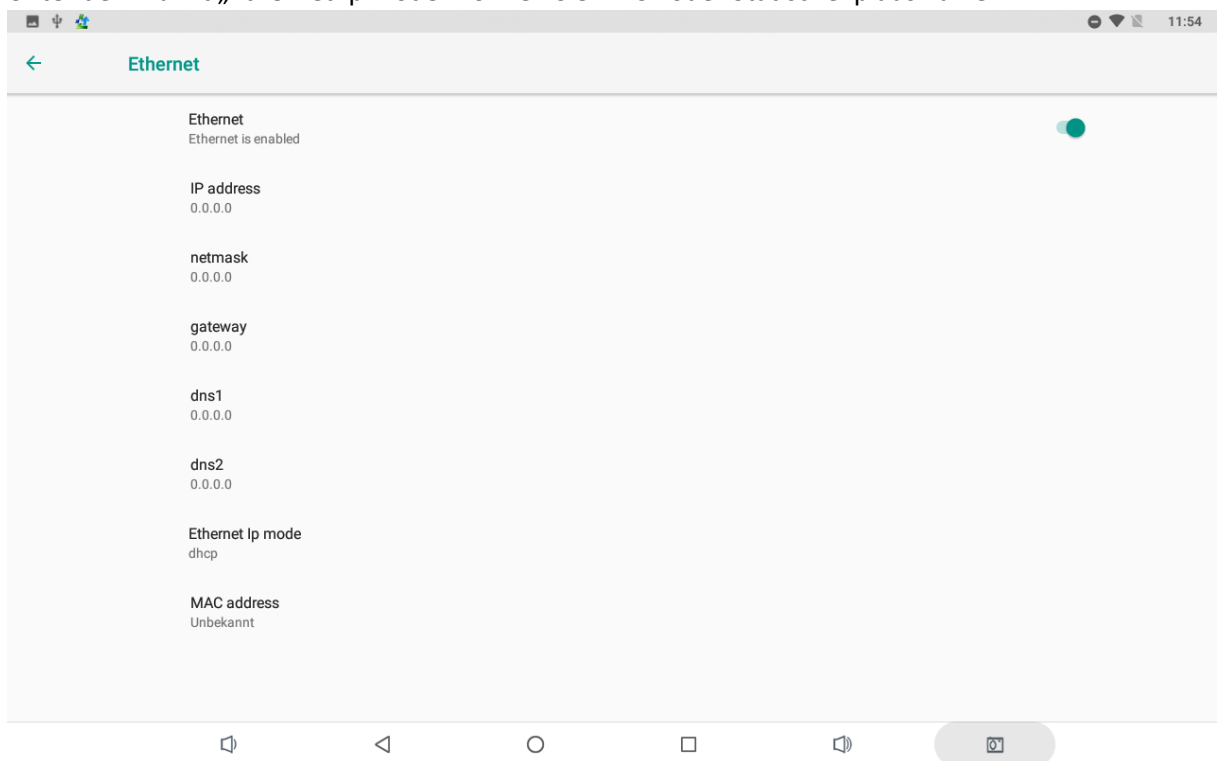 11:54
Ethernet
Ethernet
Ethernet is enabled
IP address
0.0.0.0
netmask
0.0.0.0
gateway
0.0.0.0
dns1
0.0.0.0
dns2
0.0.0.0
Ethernet Ip mode
dhcp
MAC address
Unbekannt